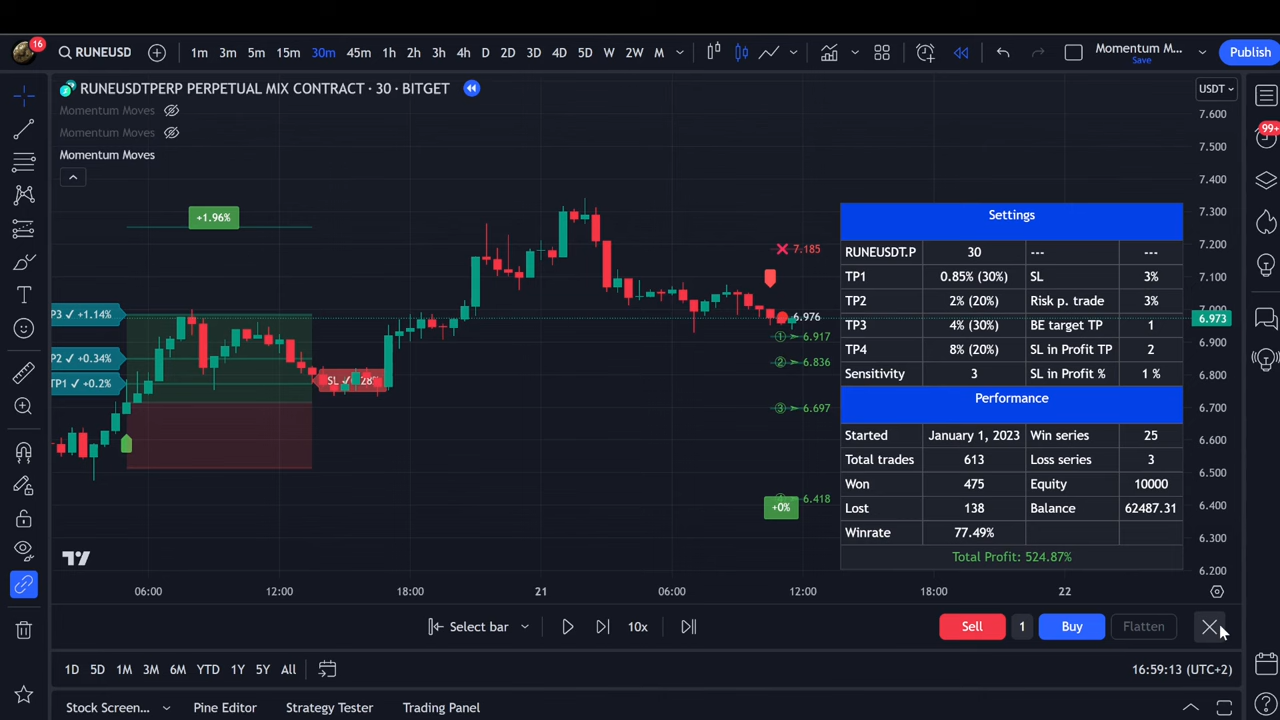 16
RUNEUSD
1m 3m 5m 15m 30m 45m 1h 2h 3h 4h D 2D 3D 4D 5D W 2W M
Momentum M...
Save
Publish
RUNEUSDTPERP PERPETUAL MIX CONTRACT · 30 · BITGET
USDT
Momentum Moves
Momentum Moves
Momentum Moves
99+
7.600
7.500
7.400
7.300
7.200
7.100
7.000
6.973
6.900
6.800
6.700
6.600
6.500
6.400
6.300
6.200
+1.96%
P3 ✓ +1.14%
P2 ✓ +0.34%
TP1 ✓ +0.2%
7.185
6.976
① 6.917
② 6.836
③ 6.697
6.418
+0%
Settings
RUNEUSDT.P 30 --- ---
TP1 0.85% (30%) SL 3%
TP2 2% (20%) Risk p. trade 3%
TP3 4% (30%) BE target TP 1
TP4 8% (20%) SL in Profit TP 2
Sensitivity 3 SL in Profit % 1 %
Performance
Started January 1, 2023 Win series 25
Total trades 613 Loss series 3
Won 475 Equity 10000
Lost 138 Balance 62487.31
Winrate 77.49%
Total Profit: 524.87%
06:00 12:00 18:00 21 06:00 12:00 18:00 22
Select bar 10x Sell 1 Buy Flatten
1D 5D 1M 3M 6M YTD 1Y 5Y All 16:59:13 (UTC+2)
Stock Screen... Pine Editor Strategy Tester Trading Panel